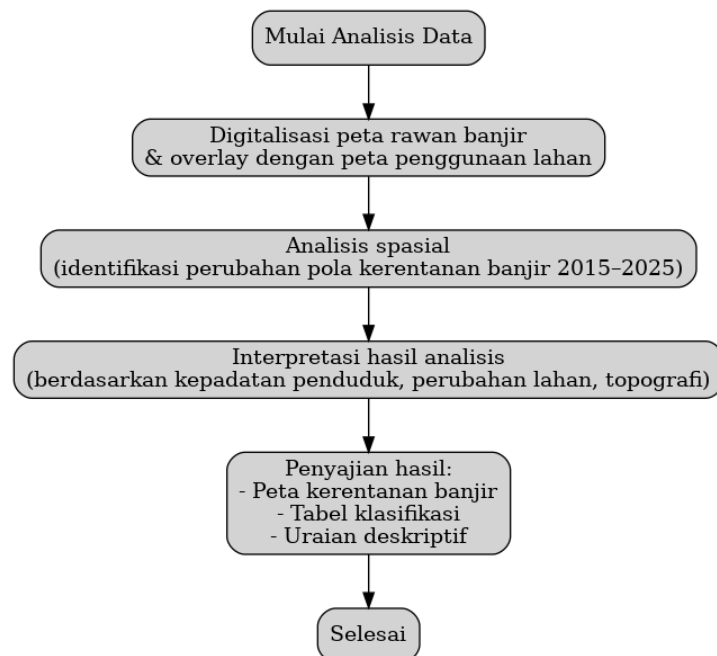 Mulai Analisis Data
Digitalisasi peta rawan banjir
& overlay dengan peta penggunaan lahan
Analisis spasial
(identifikasi perubahan pola kerentanan banjir 2015–2025)
Interpretasi hasil analisis
(berdasarkan kepadatan penduduk, perubahan lahan, topografi)
Penyajian hasil:
- Peta kerentanan banjir
- Tabel klasifikasi
- Uraian deskriptif
Selesai